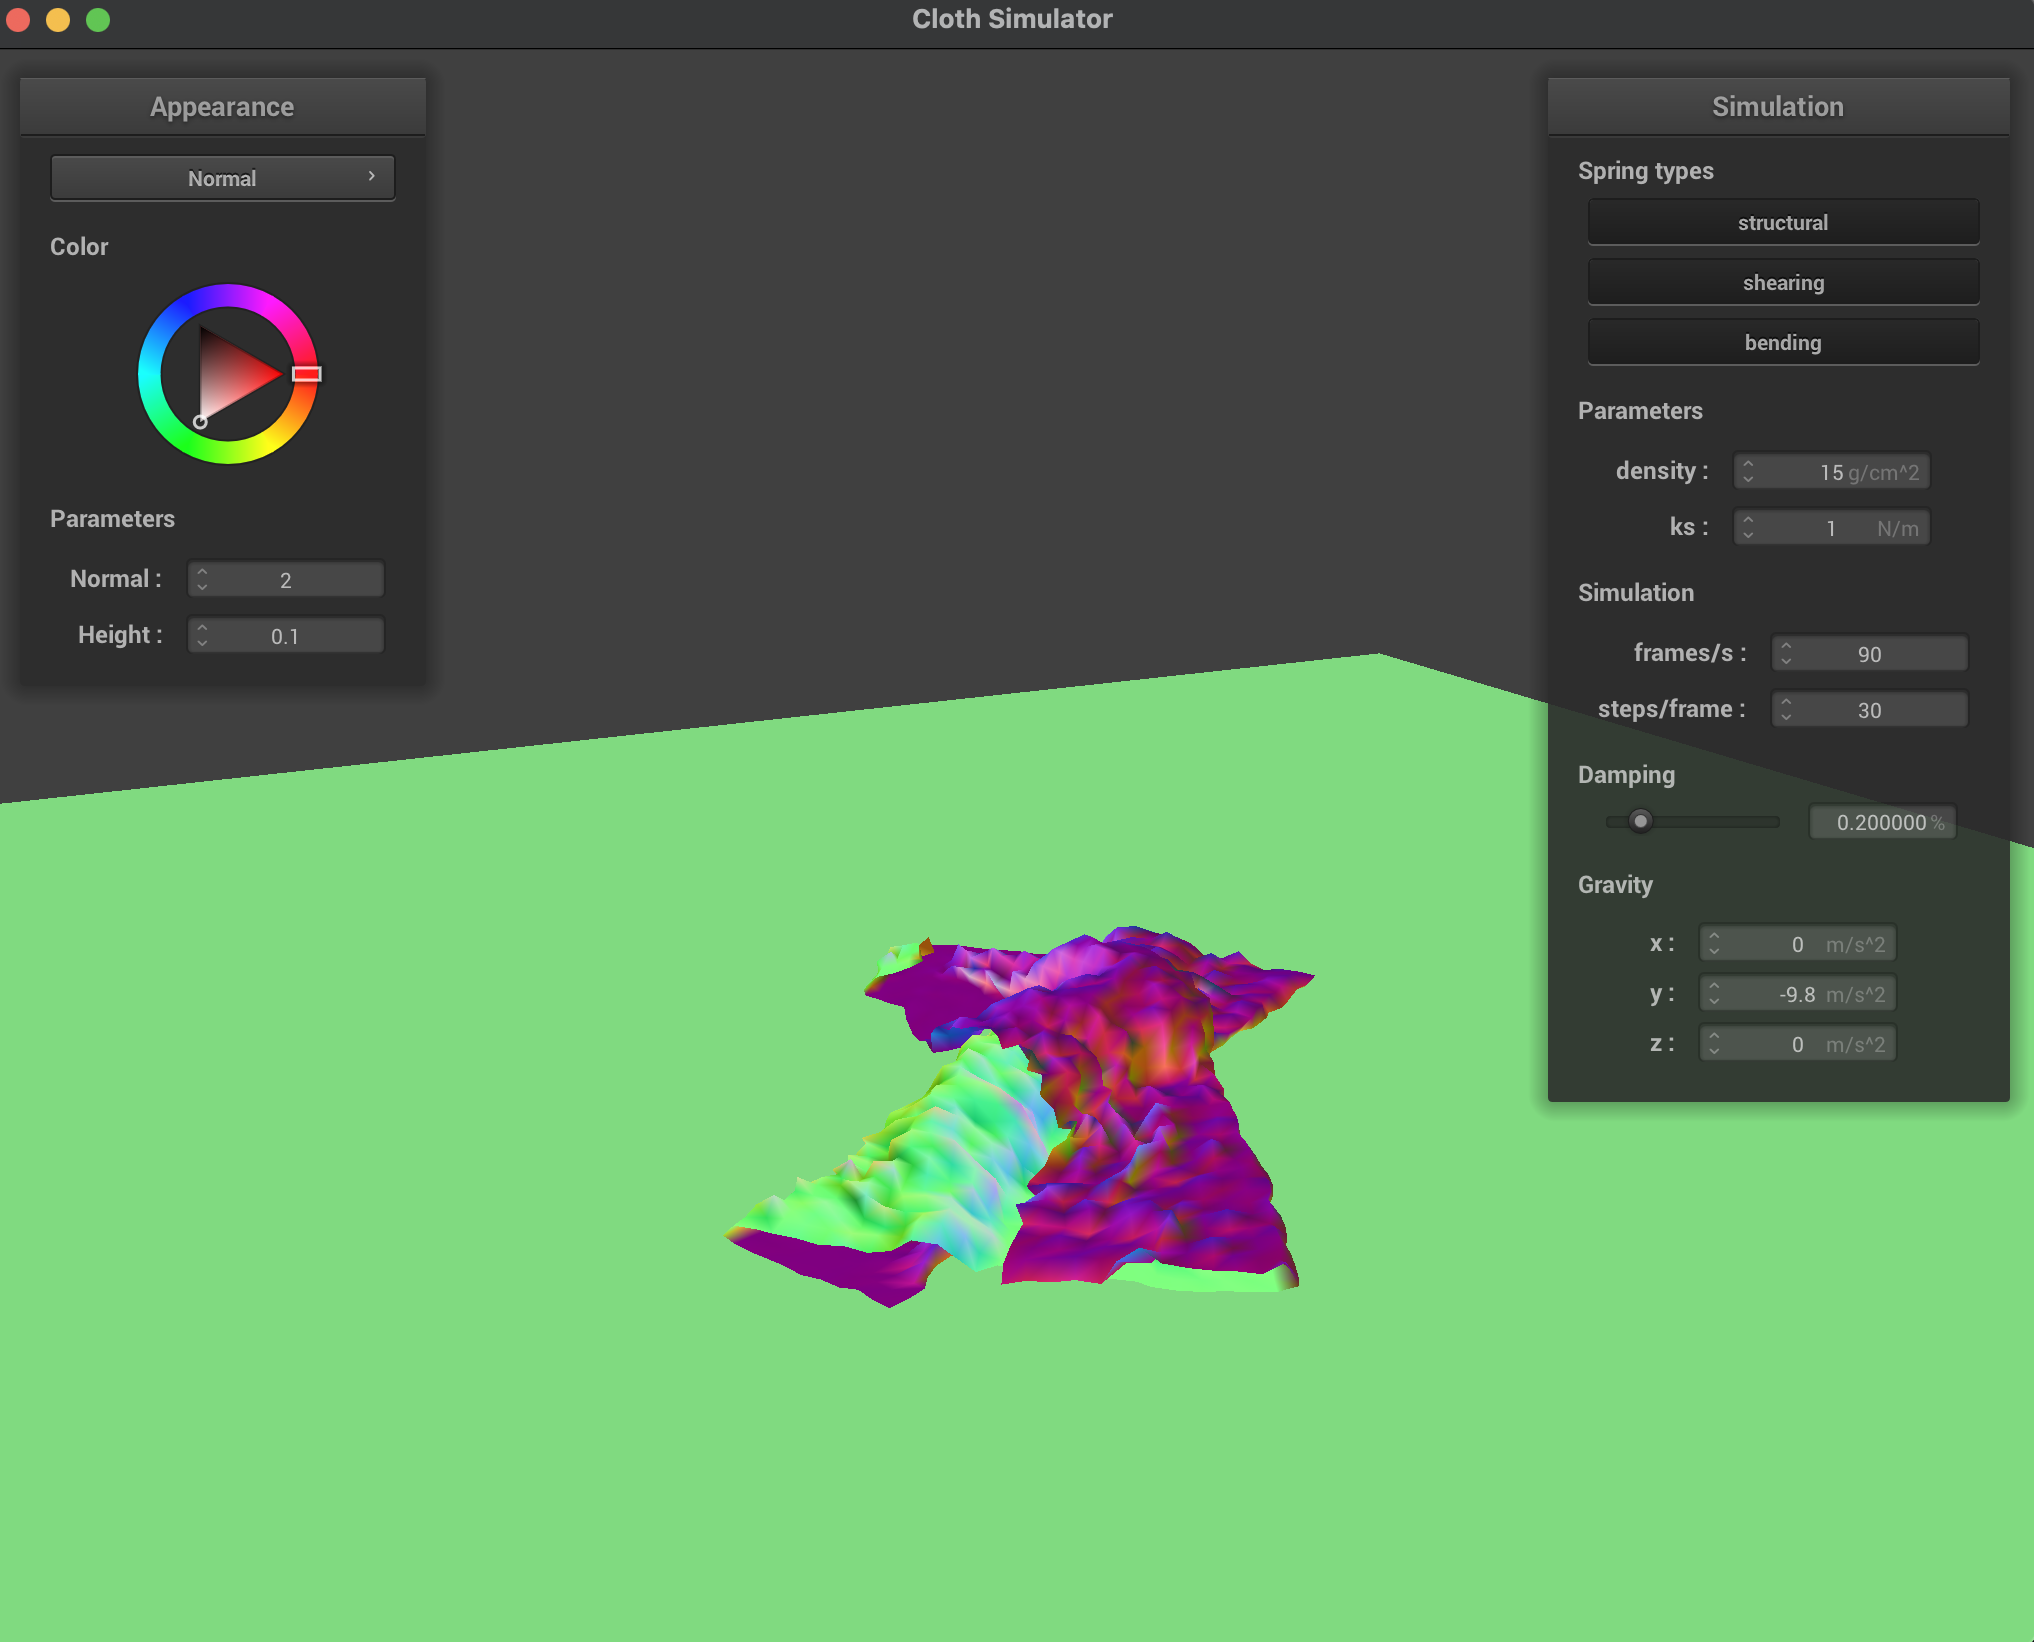 Cloth Simulator
Appearance
Normal
Color
Parameters
Normal : 2
Height : 0.1
Simulation
Spring types
structural
shearing
bending
Parameters
density : 15 g/cm^2
ks : 1 N/m
Simulation
frames/s : 90
steps/frame : 30
Damping
0.200000 %
Gravity
x : 0 m/s^2
y : -9.8 m/s^2
z : 0 m/s^2